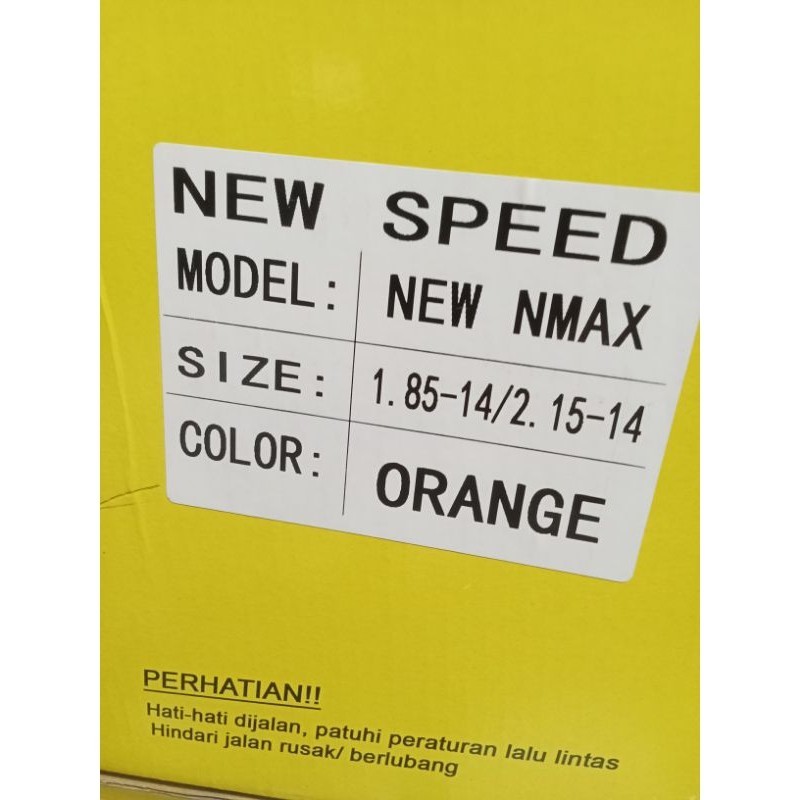 NEW SPEED
MODEL: NEW NMAX
SIZE: 1.85-14/2.15-14
COLOR: ORANGE
PERHATIAN!!
Hati-hati dijalan, patuhi peraturan lalu lintas
Hindari jalan rusak/ berlubang